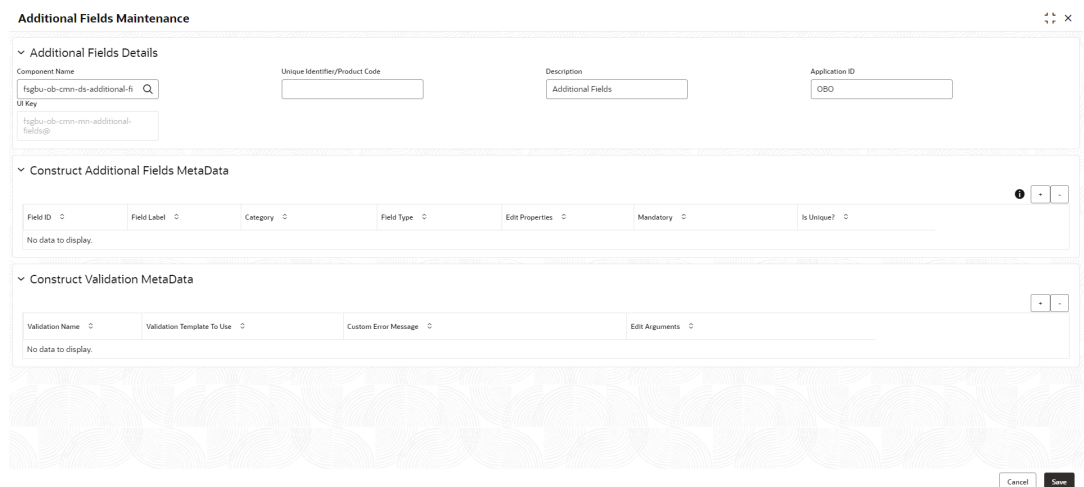 Additional Fields Maintenance
Additional Fields Details
Component Name
Unique Identifier/Product Code
Description
Application ID
fsgbu-ob-cmn-ds-additional-fi
Additional Fields
OBO
UI Key
fsgbu-ob-cmn-mn-additional-
fields@
Construct Additional Fields MetaData
+ -
Field ID
Field Label
Category
Field Type
Edit Properties
Mandatory
Is Unique?
No data to display.
Construct Validation MetaData
+ -
Validation Name
Validation Template To Use
Custom Error Message
Edit Arguments
No data to display.
Cancel
Save